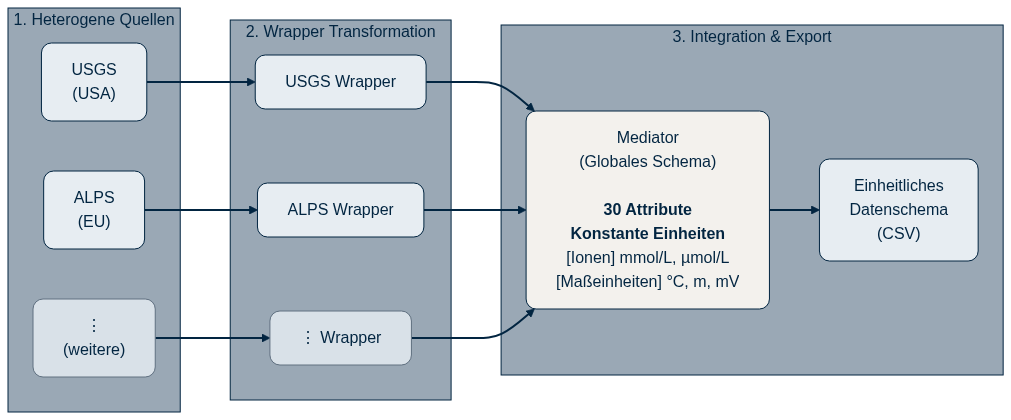 1. Heterogene Quellen
USGS
(USA)
ALPS
(EU)
⋮
(weitere)
2. Wrapper Transformation
USGS Wrapper
ALPS Wrapper
⋮ Wrapper
3. Integration & Export
Mediator
(Globales Schema)
30 Attribute
Konstante Einheiten
[Ionen] mmol/L, µmol/L
[Maßeinheiten] °C, m, mV
Einheitliches
Datenschema
(CSV)